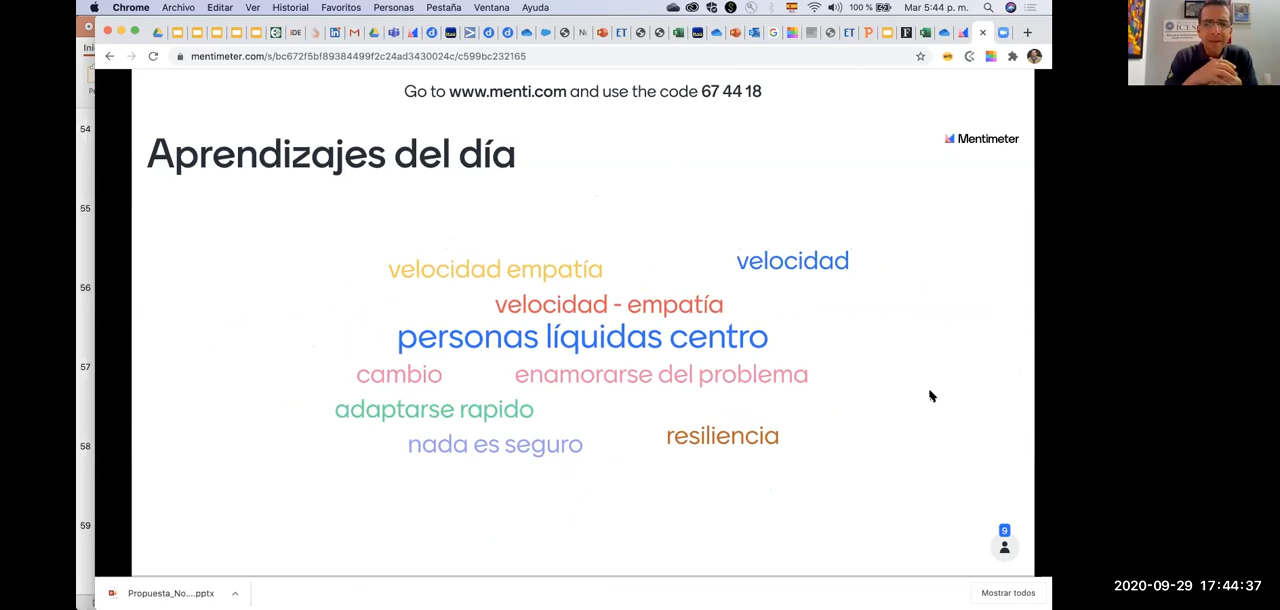 Chrome Archivo Editar Ver Historial Favoritos Personas Pestaña Ventana Ayuda
100 % Mar 5:44 p. m.
mentimeter.com/s/bc672f5bf89384499f2c24ad3430024c/c599bc232165
Go to www.menti.com and use the code 67 44 18
Mentimeter
Aprendizajes del día
velocidad empatía
velocidad
velocidad - empatía
personas líquidas centro
cambio
enamorarse del problema
adaptarse rapido
nada es seguro
resiliencia
9
54
55
56
57
58
59
Propuesta_No....pptx
Mostrar todos
ICES
2020-09-29 17:44:37